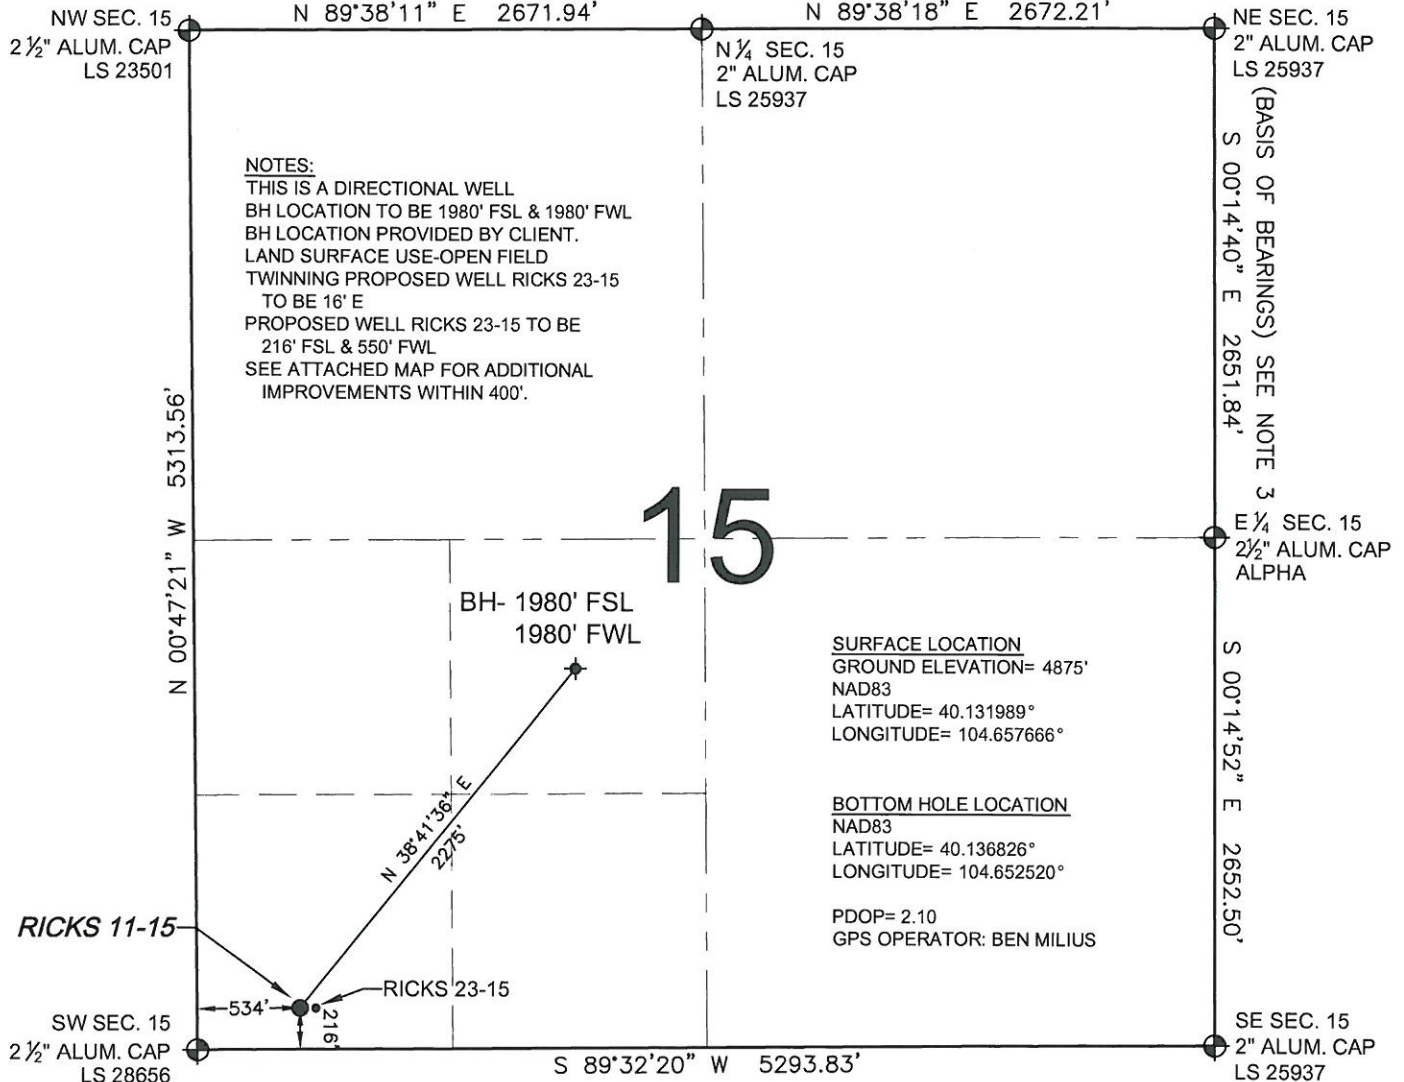 NW SEC. 15
2 ½" ALUM. CAP
LS 23501
N 89°38'11" E 2671.94'
N 89°38'18" E 2672.21'
N ¼ SEC. 15
2" ALUM. CAP
LS 25937
NE SEC. 15
2" ALUM. CAP
LS 25937
(BASIS OF BEARINGS) SEE NOTE 3
S 00°14'40" E 2651.84'
NOTES:
THIS IS A DIRECTIONAL WELL
BH LOCATION TO BE 1980' FSL & 1980' FWL
BH LOCATION PROVIDED BY CLIENT.
LAND SURFACE USE-OPEN FIELD
TWINNING PROPOSED WELL RICKS 23-15
TO BE 16' E
PROPOSED WELL RICKS 23-15 TO BE
216' FSL & 550' FWL
SEE ATTACHED MAP FOR ADDITIONAL
IMPROVEMENTS WITHIN 400'.
N 00°47'21" W 5313.56'
15
E ¼ SEC. 15
2½" ALUM. CAP
ALPHA
BH- 1980' FSL
1980' FWL
SURFACE LOCATION
GROUND ELEVATION= 4875'
NAD83
LATITUDE= 40.131989°
LONGITUDE= 104.657666°
BOTTOM HOLE LOCATION
NAD83
LATITUDE= 40.136826°
LONGITUDE= 104.652520°
PDOP= 2.10
GPS OPERATOR: BEN MILIUS
S 00°14'52" E 2652.50'
N 38°41'36" E
2275'
RICKS 11-15
RICKS 23-15
534'
216'
SW SEC. 15
2 ½" ALUM. CAP
LS 28656
S 89°32'20" W 5293.83'
SE SEC. 15
2" ALUM. CAP
LS 25937